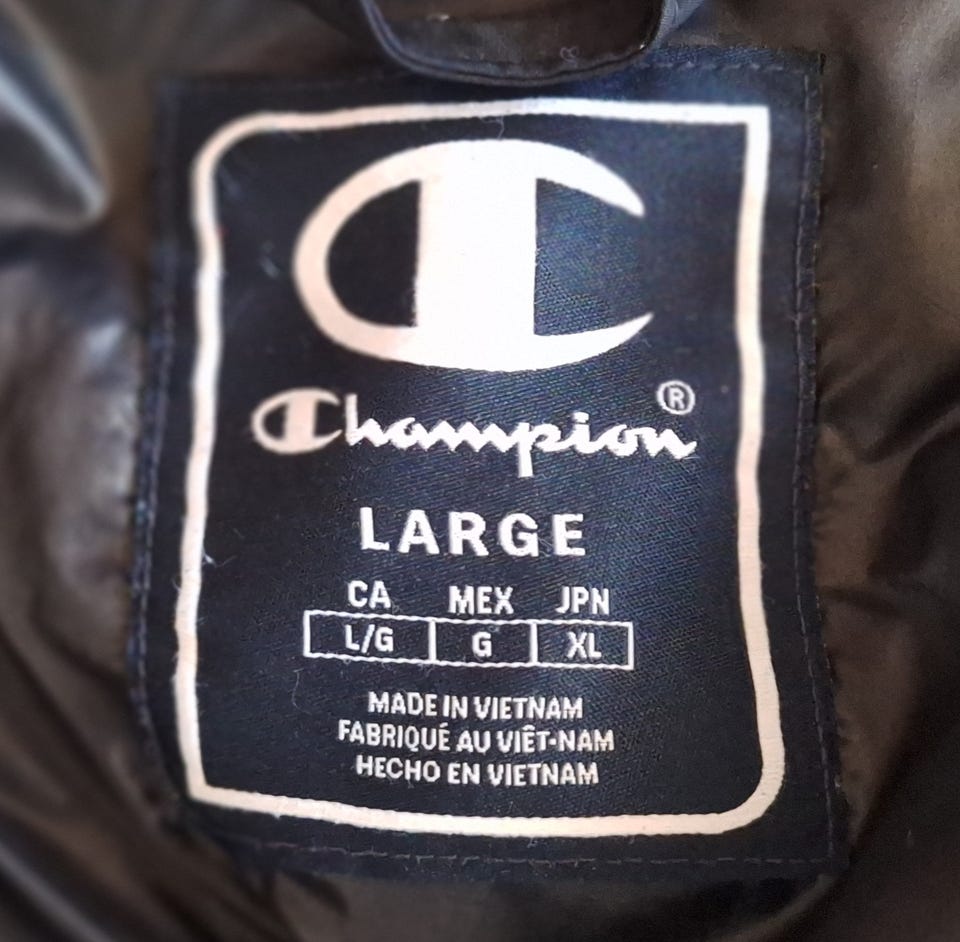 Champion®
LARGE
CA MEX JPN
L/G G XL
MADE IN VIETNAM
FABRIQUÉ AU VIÊT-NAM
HECHO EN VIETNAM